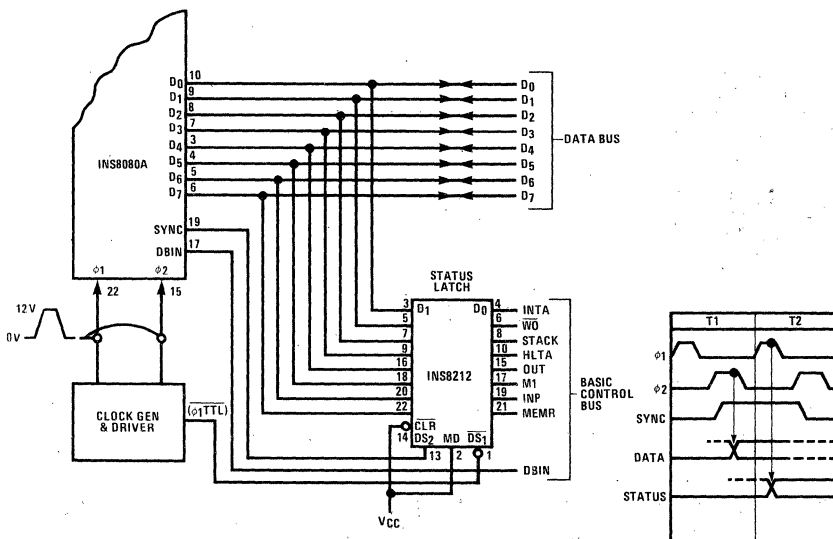 INS8080A
D0 10
D1 9
D2 8
D3 7
D4 3
D5 4
D6 5
D7 6
SYNC 19
DBIN 17
φ1 φ2
22 15
12V
0V
CLOCK GEN
& DRIVER
(φ1TTL)
D0
D1
D2
D3
D4
D5
D6
D7
DATA BUS
STATUS
LATCH
INS8212
3 D1 D0 4 INTA
5 6 WO
7 8 STACK
9 10 HLTA
16 15 OUT
18 17 M1
20 19 INP
22 21 MEMR
CLR
14 DS2 MD DS1
13 2 1
DBIN
VCC
BASIC
CONTROL
BUS
T1 T2
φ1
φ2
SYNC
DATA
STATUS